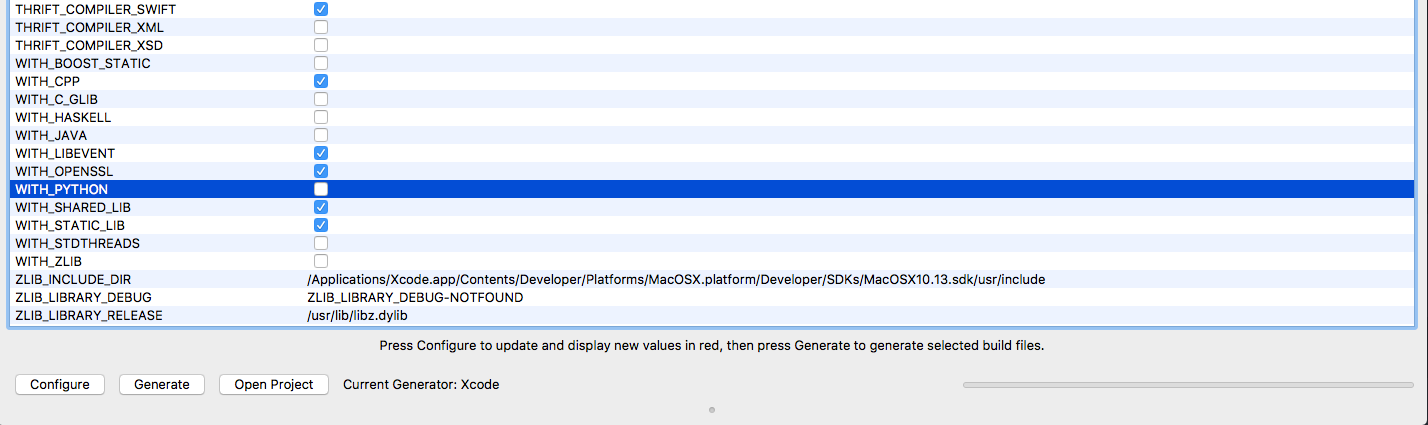 THRIFT_COMPILER_SWIFT
THRIFT_COMPILER_XML
THRIFT_COMPILER_XSD
WITH_BOOST_STATIC
WITH_CPP
WITH_C_GLIB
WITH_HASKELL
WITH_JAVA
WITH_LIBEVENT
WITH_OPENSSL
WITH_PYTHON
WITH_SHARED_LIB
WITH_STATIC_LIB
WITH_STDTHREADS
WITH_ZLIB
ZLIB_INCLUDE_DIR /Applications/Xcode.app/Contents/Developer/Platforms/MacOSX.platform/Developer/SDKs/MacOSX10.13.sdk/usr/include
ZLIB_LIBRARY_DEBUG ZLIB_LIBRARY_DEBUG-NOTFOUND
ZLIB_LIBRARY_RELEASE /usr/lib/libz.dylib
Press Configure to update and display new values in red, then press Generate to generate selected build files.
Configure Generate Open Project Current Generator: Xcode